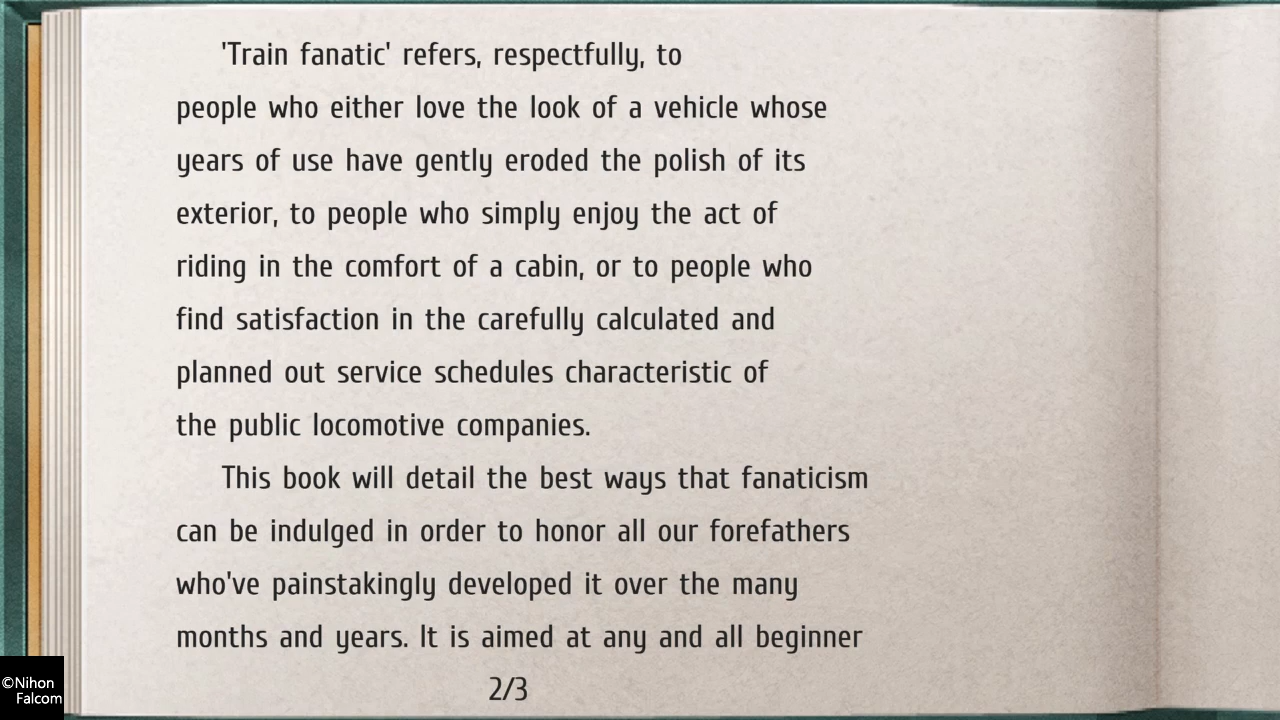 'Train fanatic' refers, respectfully, to
people who either love the look of a vehicle whose
years of use have gently eroded the polish of its
exterior, to people who simply enjoy the act of
riding in the comfort of a cabin, or to people who
find satisfaction in the carefully calculated and
planned out service schedules characteristic of
the public locomotive companies.
This book will detail the best ways that fanaticism
can be indulged in order to honor all our forefathers
who've painstakingly developed it over the many
months and years. It is aimed at any and all beginner
2/3
©Nihon
Falcom